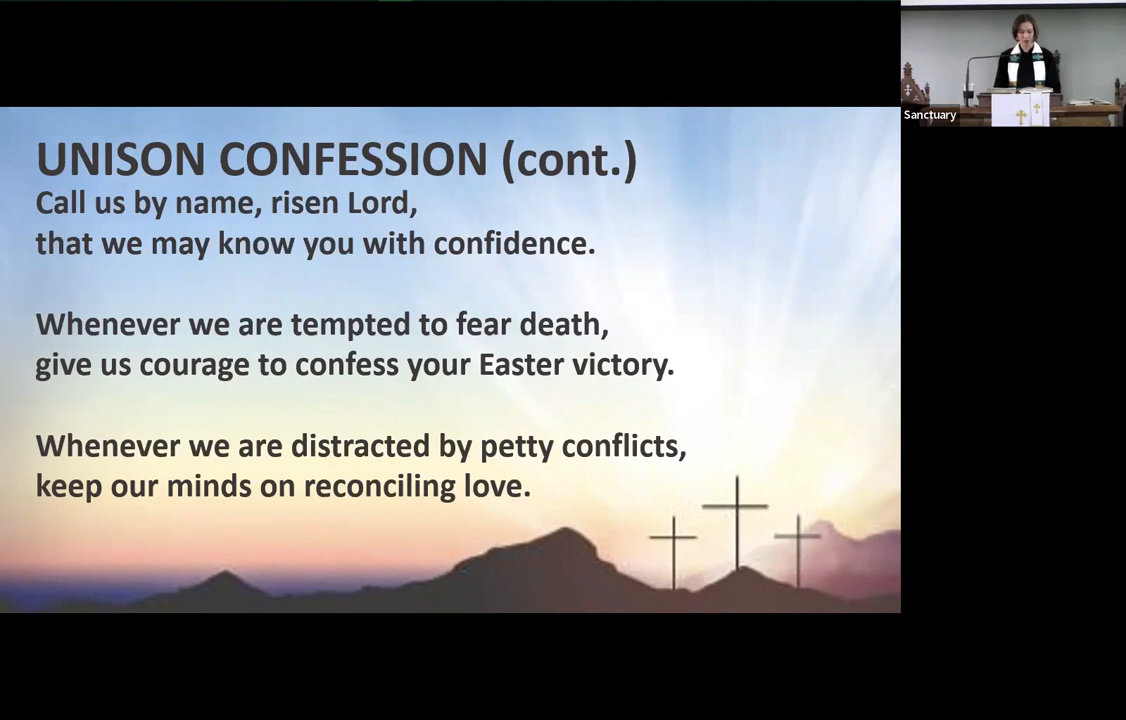 UNISON CONFESSION (cont.)
Call us by name, risen Lord,
that we may know you with confidence.
Whenever we are tempted to fear death,
give us courage to confess your Easter victory.
Whenever we are distracted by petty conflicts,
keep our minds on reconciling love.
Sanctuary